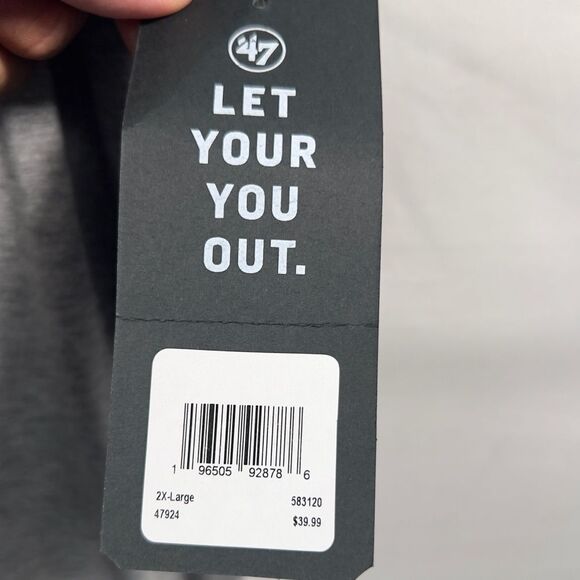 47
LET
YOUR
YOU
OUT.
1 96505 92878 6
2X-Large 583120
47924 $39.99